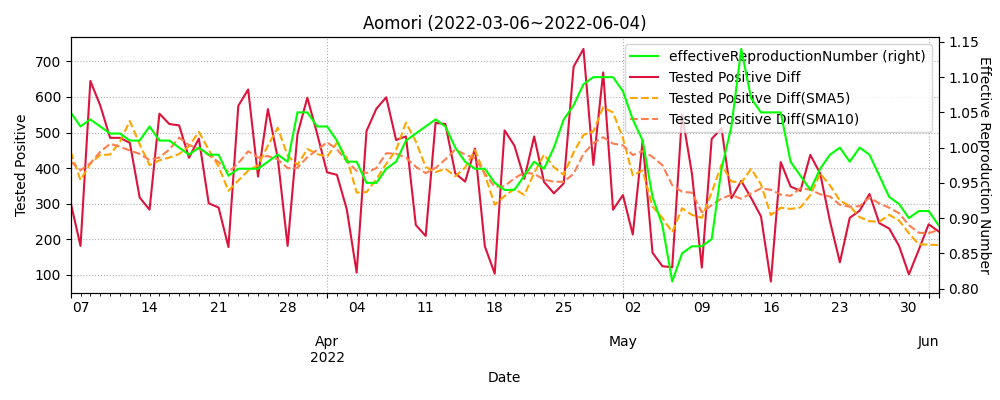 Aomori (2022-03-06~2022-06-04)
effectiveReproductionNumber (right)
Tested Positive Diff
Tested Positive Diff(SMA5)
Tested Positive Diff(SMA10)
Tested Positive
700
600
500
400
300
200
100
1.15
1.10
1.05
1.00
0.95
0.90
0.85
0.80
Effective Reproduction Number
07 14 21 28 04 11 18 25 02 09 16 23 30
Apr May Jun
2022
Date